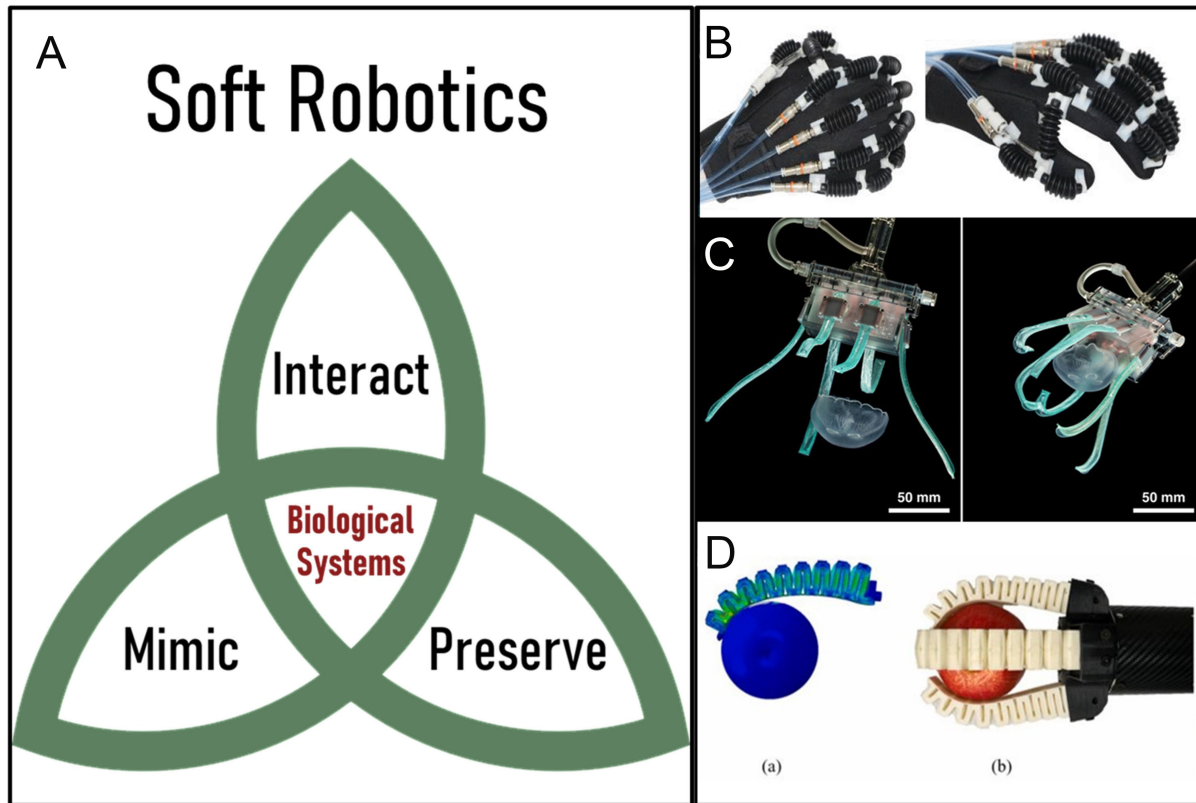 A
Soft Robotics
Interact
Biological
Systems
Mimic
Preserve
B
C
50 mm
50 mm
D
(a)
(b)